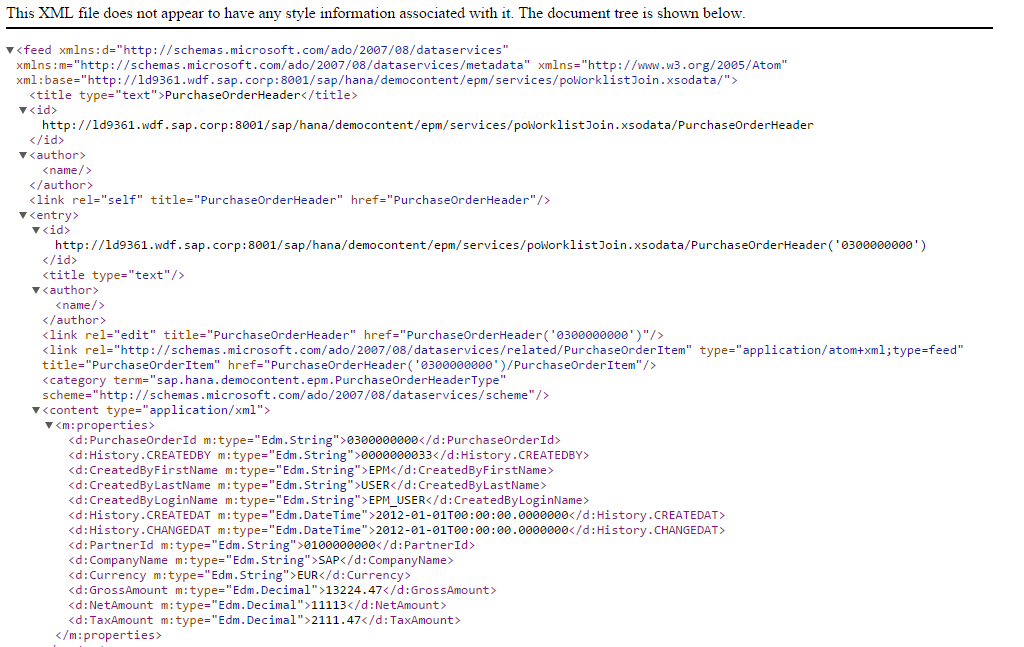 This XML file does not appear to have any style information associated with it. The document tree is shown below.
▼<feed xmlns:d="http://schemas.microsoft.com/ado/2007/08/dataservices"
xmlns:m="http://schemas.microsoft.com/ado/2007/08/dataservices/metadata" xmlns="http://www.w3.org/2005/Atom"
xml:base="http://ld9361.wdf.sap.corp:8001/sap/hana/democontent/epm/services/poWorklistJoin.xsodata/">
<title type="text">PurchaseOrderHeader</title>
▼<id>
http://ld9361.wdf.sap.corp:8001/sap/hana/democontent/epm/services/poWorklistJoin.xsodata/PurchaseOrderHeader
</id>
▼<author>
<name/>
</author>
<link rel="self" title="PurchaseOrderHeader" href="PurchaseOrderHeader"/>
▼<entry>
▼<id>
http://ld9361.wdf.sap.corp:8001/sap/hana/democontent/epm/services/poWorklistJoin.xsodata/PurchaseOrderHeader('0300000000')
</id>
<title type="text"/>
▼<author>
<name/>
</author>
<link rel="edit" title="PurchaseOrderHeader" href="PurchaseOrderHeader('0300000000')"/>
<link rel="http://schemas.microsoft.com/ado/2007/08/dataservices/related/PurchaseOrderItem" type="application/atom+xml;type=feed"
title="PurchaseOrderItem" href="PurchaseOrderHeader('0300000000')/PurchaseOrderItem"/>
<category term="sap.hana.democontent.epm.PurchaseOrderHeaderType"
scheme="http://schemas.microsoft.com/ado/2007/08/dataservices/scheme"/>
▼<content type="application/xml">
▼<m:properties>
<d:PurchaseOrderId m:type="Edm.String">0300000000</d:PurchaseOrderId>
<d:History.CREATEDBY m:type="Edm.String">0000000033</d:History.CREATEDBY>
<d:CreatedByFirstName m:type="Edm.String">EPM</d:CreatedByFirstName>
<d:CreatedByLastName m:type="Edm.String">USER</d:CreatedByLastName>
<d:CreatedByLoginName m:type="Edm.String">EPM_USER</d:CreatedByLoginName>
<d:History.CREATEDAT m:type="Edm.DateTime">2012-01-01T00:00:00.0000000</d:History.CREATEDAT>
<d:History.CHANGEDAT m:type="Edm.DateTime">2012-01-01T00:00:00.0000000</d:History.CHANGEDAT>
<d:PartnerId m:type="Edm.String">0100000000</d:PartnerId>
<d:CompanyName m:type="Edm.String">SAP</d:CompanyName>
<d:Currency m:type="Edm.String">EUR</d:Currency>
<d:GrossAmount m:type="Edm.Decimal">13224.47</d:GrossAmount>
<d:NetAmount m:type="Edm.Decimal">11113</d:NetAmount>
<d:TaxAmount m:type="Edm.Decimal">2111.47</d:TaxAmount>
</m:properties>